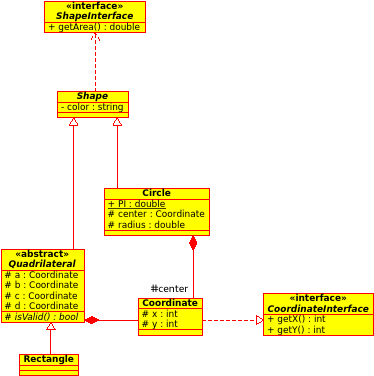 «interface»
ShapeInterface
+ getArea() : double
Shape
- color : string
Circle
+ PI : double
# center : Coordinate
# radius : double
«abstract»
Quadrilateral
# a : Coordinate
# b : Coordinate
# c : Coordinate
# d : Coordinate
# isValid() : bool
#center
Coordinate
# x : int
# y : int
«interface»
CoordinateInterface
+ getX() : int
+ getY() : int
Rectangle